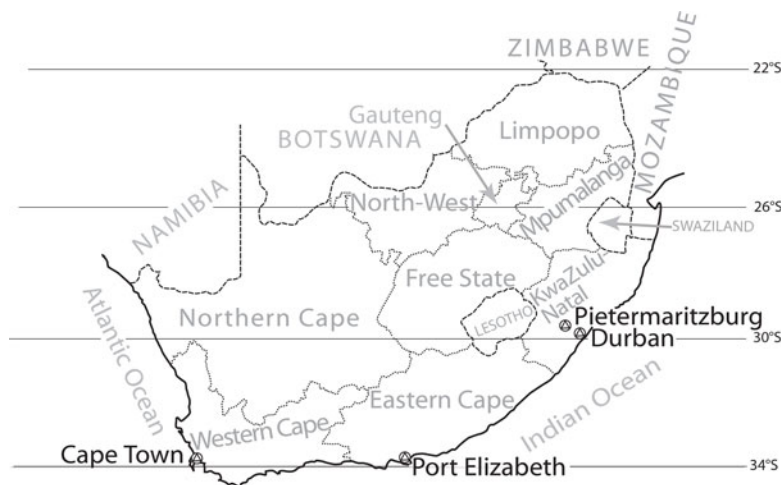 ZIMBABWE
22°S
MOZAMBIQUE
Gauteng
BOTSWANA
Limpopo
NAMIBIA
North-West
Mpumalanga
26°S
SWAZILAND
Free State
KwaZulu-
Natal
LESOTHO
Atlantic Ocean
Northern Cape
Pietermaritzburg
Durban
30°S
Eastern Cape
Indian Ocean
Western Cape
Cape Town
Port Elizabeth
34°S